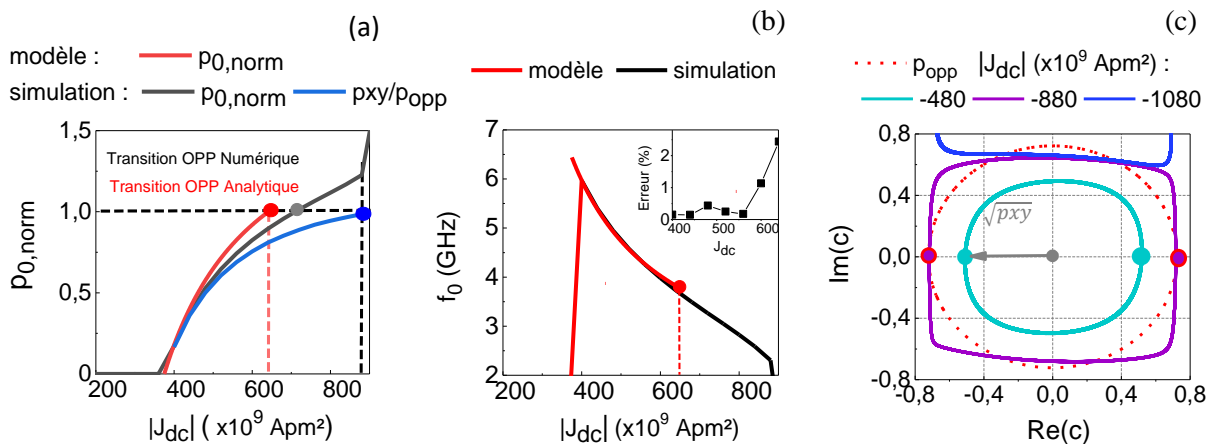 (a)
modèle : p0,norm
simulation : p0,norm pxy/popp
1,5
1,0
0,5
0
p0,norm
Transition OPP Numérique
Transition OPP Analytique
200 400 600 800
|Jdc| ( x10⁹ Apm²)
(b)
modèle simulation
7
6
5
4
3
2
f0 (GHz)
2
1
0
Erreur (%)
400 500 600
Jdc
200 400 600 800
|Jdc| (x10⁹ Apm²)
(c)
popp |Jdc| (x10⁹ Apm²) :
-480 -880 -1080
0,8
0,4
0,0
-0,4
-0,8
Im(c)
√pxy
-0,8 -0,4 0,0 0,4 0,8
Re(c)